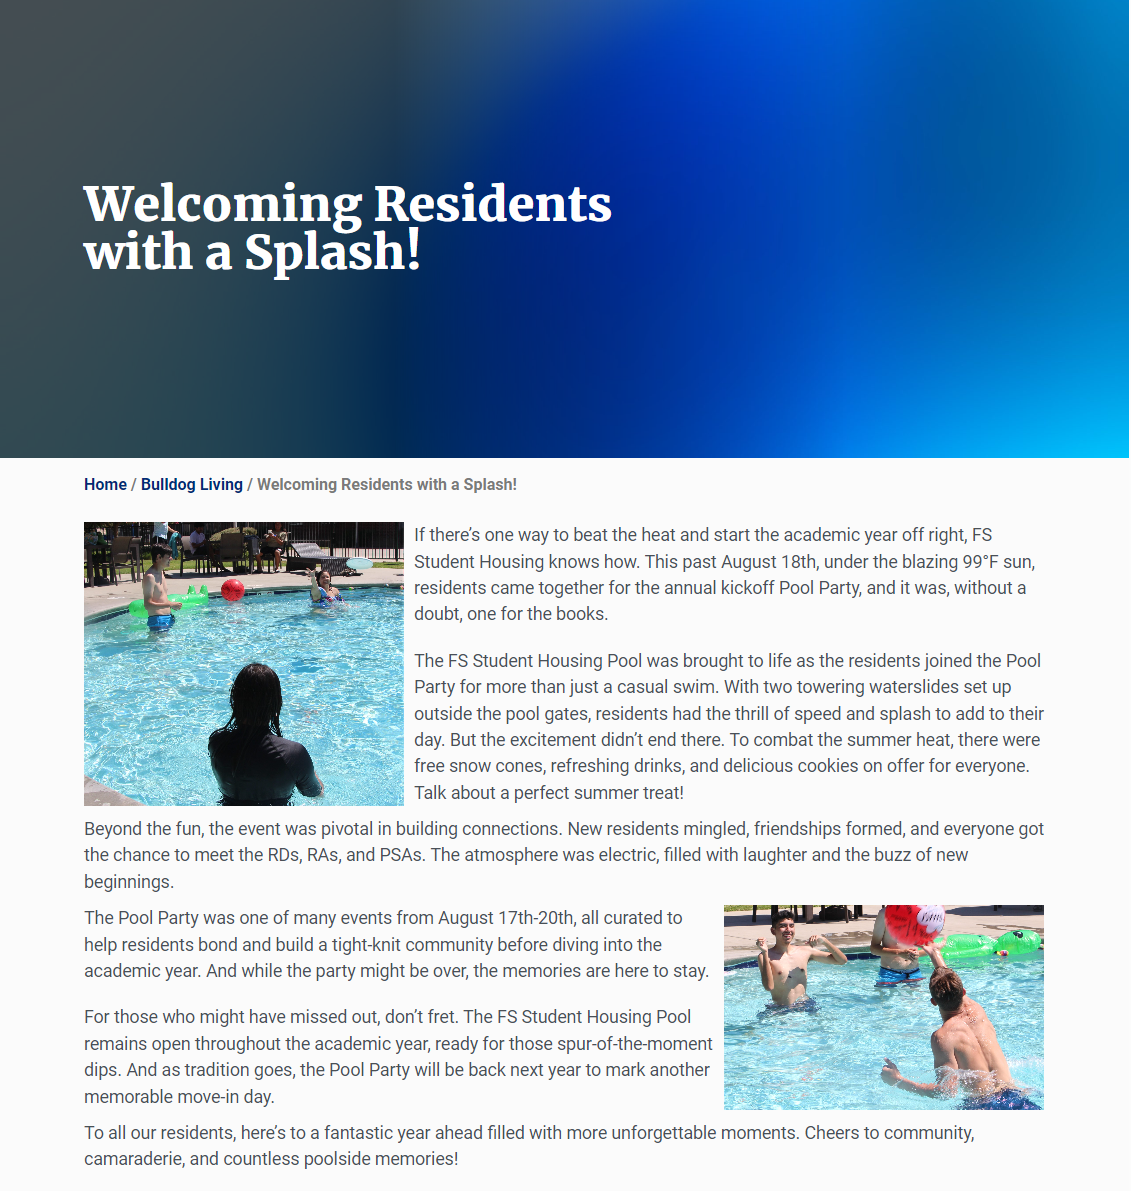 Welcoming Residents
with a Splash!
Home / Bulldog Living / Welcoming Residents with a Splash!
If there’s one way to beat the heat and start the academic year off right, FS
Student Housing knows how. This past August 18th, under the blazing 99°F sun,
residents came together for the annual kickoff Pool Party, and it was, without a
doubt, one for the books.
The FS Student Housing Pool was brought to life as the residents joined the Pool
Party for more than just a casual swim. With two towering waterslides set up
outside the pool gates, residents had the thrill of speed and splash to add to their
day. But the excitement didn’t end there. To combat the summer heat, there were
free snow cones, refreshing drinks, and delicious cookies on offer for everyone.
Talk about a perfect summer treat!
Beyond the fun, the event was pivotal in building connections. New residents mingled, friendships formed, and everyone got
the chance to meet the RDs, RAs, and PSAs. The atmosphere was electric, filled with laughter and the buzz of new
beginnings.
The Pool Party was one of many events from August 17th-20th, all curated to
help residents bond and build a tight-knit community before diving into the
academic year. And while the party might be over, the memories are here to stay.
For those who might have missed out, don’t fret. The FS Student Housing Pool
remains open throughout the academic year, ready for those spur-of-the-moment
dips. And as tradition goes, the Pool Party will be back next year to mark another
memorable move-in day.
To all our residents, here’s to a fantastic year ahead filled with more unforgettable moments. Cheers to community,
camaraderie, and countless poolside memories!